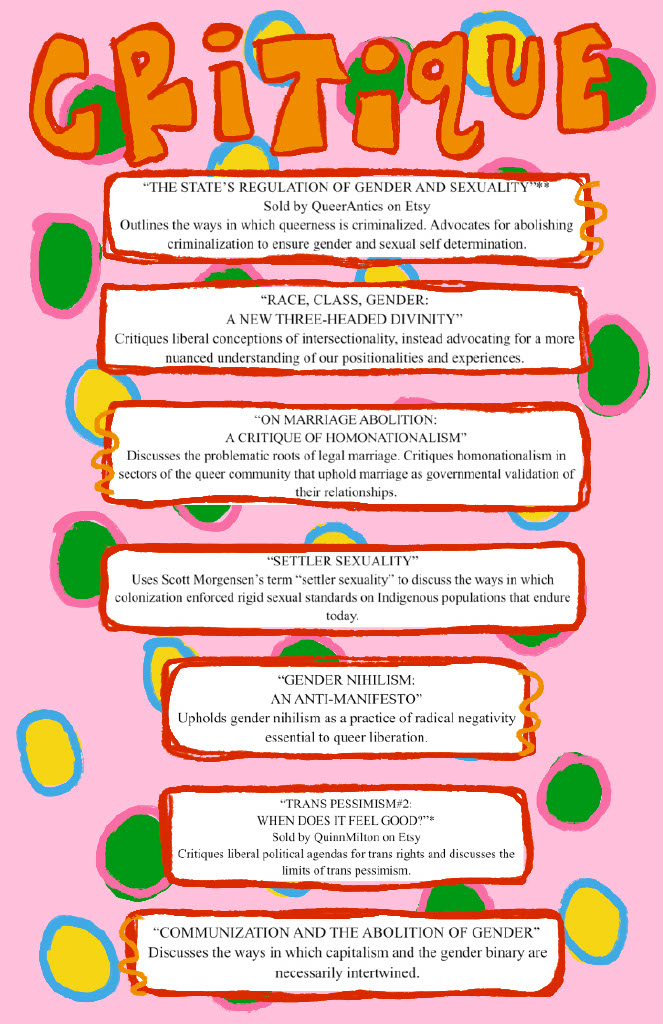 CRITIQUE
“THE STATE’S REGULATION OF GENDER AND SEXUALITY”**
Sold by QueerAntics on Etsy
Outlines the ways in which queerness is criminalized. Advocates for abolishing
criminalization to ensure gender and sexual self determination.
“RACE, CLASS, GENDER:
A NEW THREE-HEADED DIVINITY”
Critiques liberal conceptions of intersectionality, instead advocating for a more
nuanced understanding of our positionalities and experiences.
“ON MARRIAGE ABOLITION:
A CRITIQUE OF HOMONATIONALISM”
Discusses the problematic roots of legal marriage. Critiques homonationalism in
sectors of the queer community that uphold marriage as governmental validation of
their relationships.
“SETTLER SEXUALITY”
Uses Scott Morgensen’s term “settler sexuality” to discuss the ways in which
colonization enforced rigid sexual standards on Indigenous populations that endure
today.
“GENDER NIHILISM:
AN ANTI-MANIFESTO”
Upholds gender nihilism as a practice of radical negativity
essential to queer liberation.
“TRANS PESSIMISM#2:
WHEN DOES IT FEEL GOOD?”*
Sold by QuinnMilton on Etsy
Critiques liberal political agendas for trans rights and discusses the
limits of trans pessimism.
“COMMUNIZATION AND THE ABOLITION OF GENDER”
Discusses the ways in which capitalism and the gender binary are
necessarily intertwined.